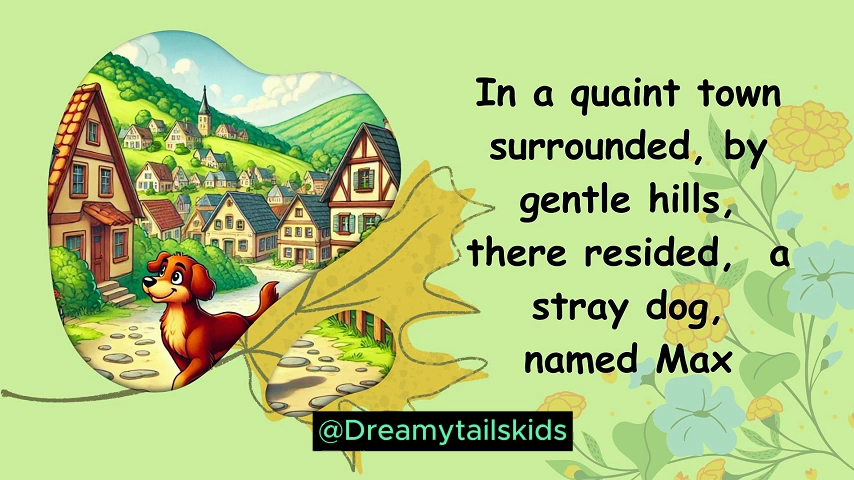 In a quaint town
surrounded, by
gentle hills,
there resided, a
stray dog,
named Max
@Dreamytailskids